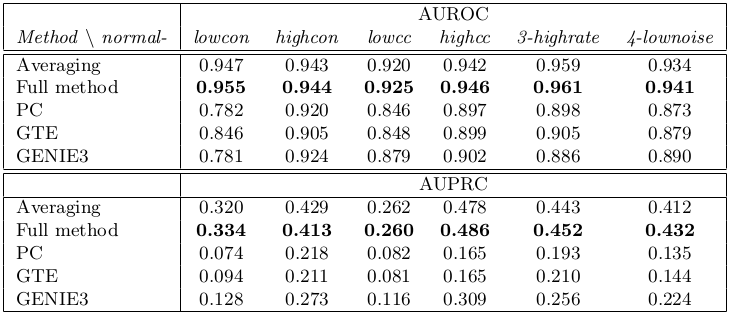 AUROC
Method \ normal- lowcon highcon lowcc highcc 3-highrate 4-lownoise
Averaging 0.947 0.943 0.920 0.942 0.959 0.934
Full method 0.955 0.944 0.925 0.946 0.961 0.941
PC 0.782 0.920 0.846 0.897 0.898 0.873
GTE 0.846 0.905 0.848 0.899 0.905 0.879
GENIE3 0.781 0.924 0.879 0.902 0.886 0.890
AUPRC
Averaging 0.320 0.429 0.262 0.478 0.443 0.412
Full method 0.334 0.413 0.260 0.486 0.452 0.432
PC 0.074 0.218 0.082 0.165 0.193 0.135
GTE 0.094 0.211 0.081 0.165 0.210 0.144
GENIE3 0.128 0.273 0.116 0.309 0.256 0.224